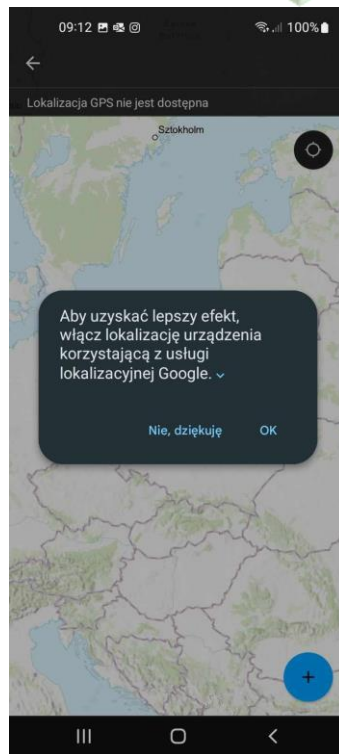 09:12
100%
Lokalizacja GPS nie jest dostępna
Sztokholm
Aby uzyskać lepszy efekt,
włącz lokalizację urządzenia
korzystającą z usługi
lokalizacyjnej Google.
Nie, dziękuję OK